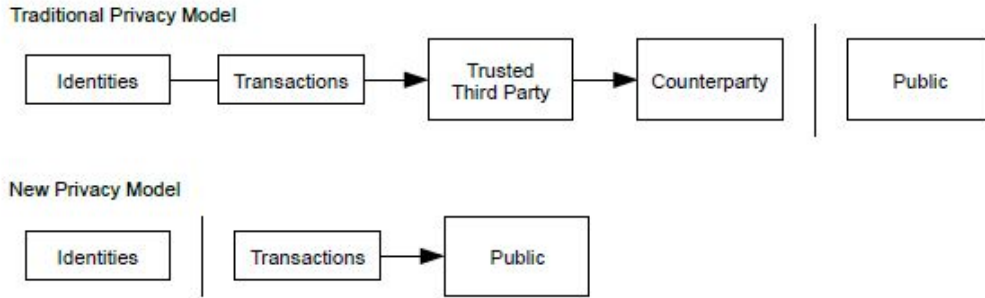 Traditional Privacy Model
Identities
Transactions
Trusted
Third Party
Counterparty
Public
New Privacy Model
Identities
Transactions
Public